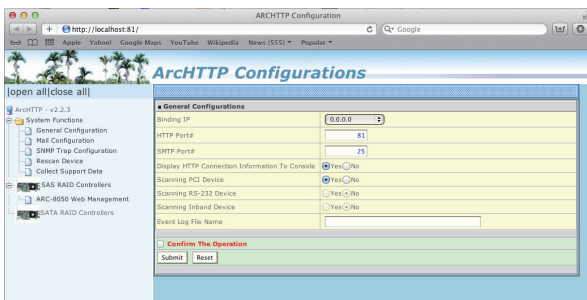 ARCHTTP Configuration
http://localhost:81/
Google
Apple Yahoo! Google Maps YouTube Wikipedia News (555) Popular
ArcHTTP Configurations
|open all|close all|
ArcHTTP - v2.2.3
System Functions
General Configuration
Mail Configuration
SNMP Trap Configuration
Rescan Device
Collect Support Data
SAS RAID Controllers
ARC-8050 Web Management
SATA RAID Controllers
General Configurations
Binding IP 0.0.0.0
HTTP Port# 81
SMTP Port# 25
Display HTTP Connection Information To Console Yes No
Scanning PCI Device Yes No
Scanning RS-232 Device Yes No
Scanning Inband Device Yes No
Event Log File Name
Confirm The Operation
Submit Reset